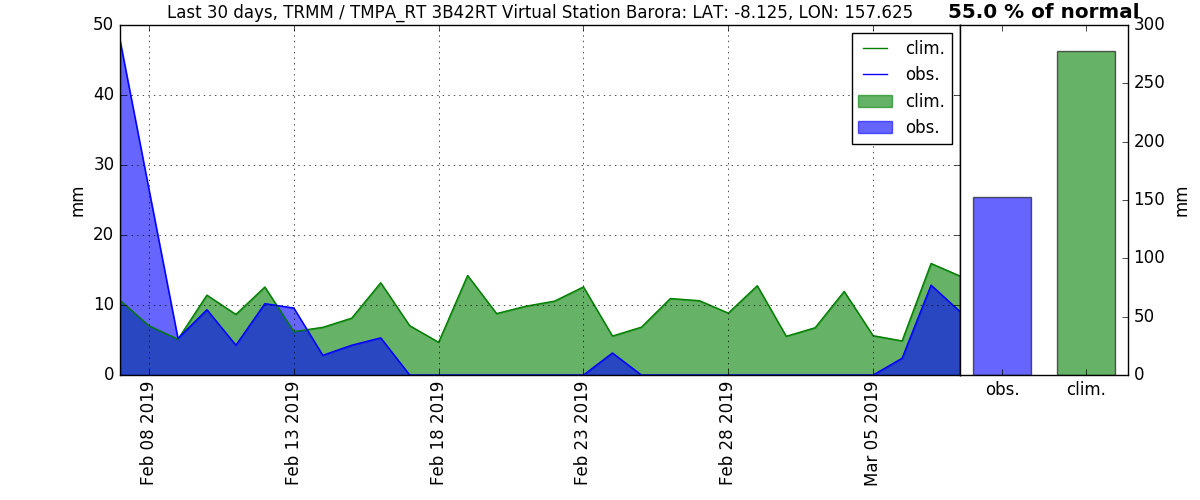 Last 30 days, TRMM / TMPA_RT 3B42RT Virtual Station Barora: LAT: -8.125, LON: 157.625
55.0 % of normal
50
40
30
20
10
0
mm
clim.
obs.
clim.
obs.
Feb 08 2019
Feb 13 2019
Feb 18 2019
Feb 23 2019
Feb 28 2019
Mar 05 2019
300
250
200
150
100
50
0
mm
obs.
clim.